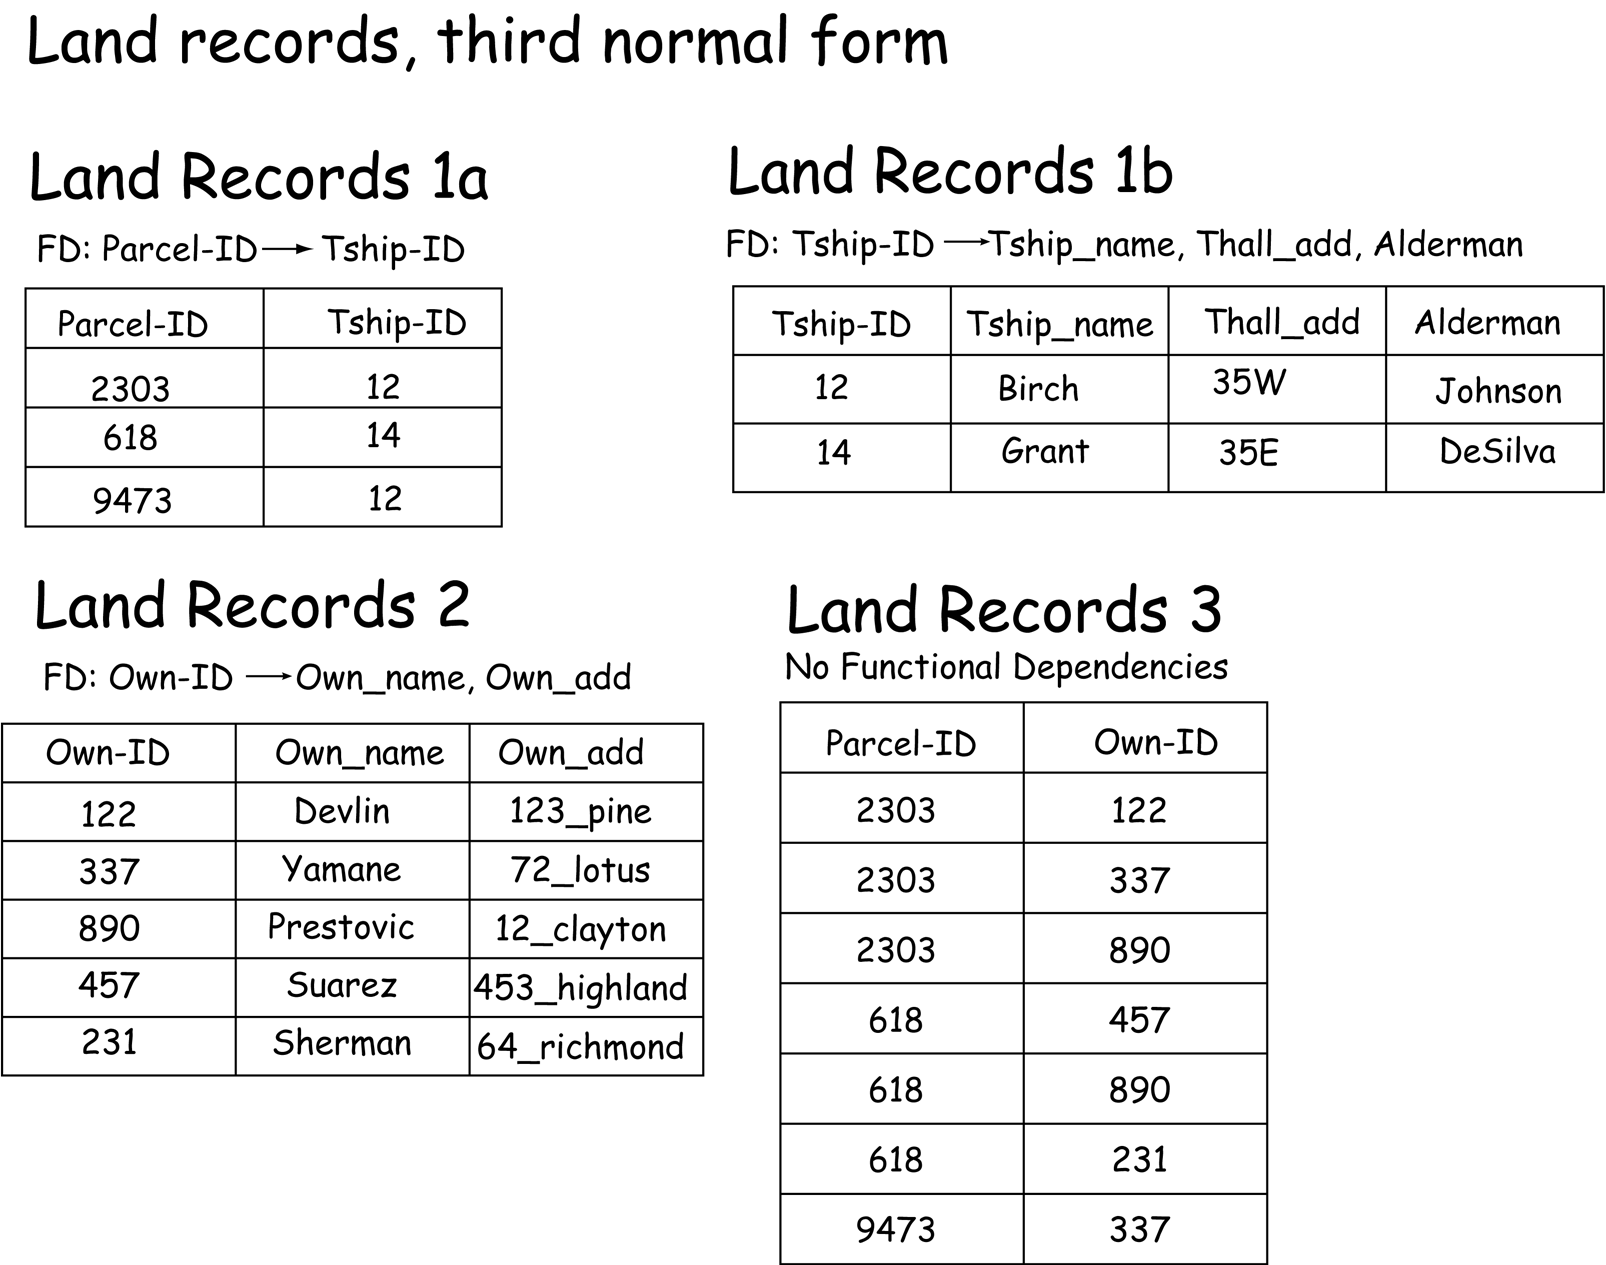 Land records, third normal form
Land Records 1a
FD: Parcel-ID → Tship-ID
Parcel-ID Tship-ID
2303 12
618 14
9473 12
Land Records 1b
FD: Tship-ID → Tship_name, Thall_add, Alderman
Tship-ID Tship_name Thall_add Alderman
12 Birch 35W Johnson
14 Grant 35E DeSilva
Land Records 2
FD: Own-ID → Own_name, Own_add
Own-ID Own_name Own_add
122 Devlin 123_pine
337 Yamane 72_lotus
890 Prestovic 12_clayton
457 Suarez 453_highland
231 Sherman 64_richmond
Land Records 3
No Functional Dependencies
Parcel-ID Own-ID
2303 122
2303 337
2303 890
618 457
618 890
618 231
9473 337